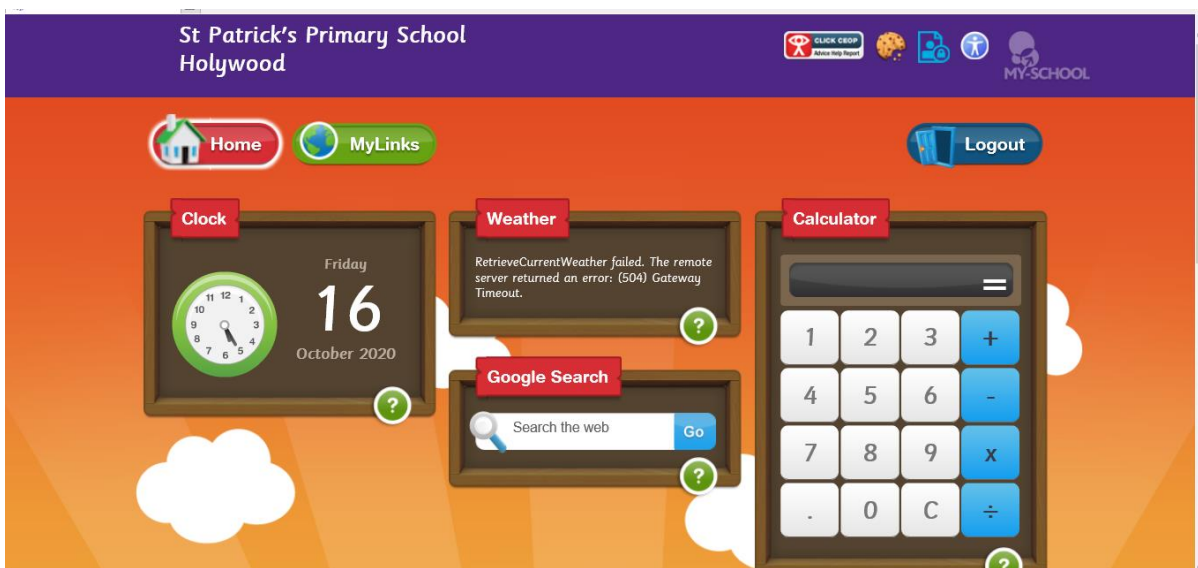 St Patrick's Primary School
Holywood
CLICK CEOP
Advice Help Report
MY-SCHOOL
Home
MyLinks
Logout
Clock
11 12 1
10 2
9 3
8 4
7 6 5
Friday
16
October 2020
?
Weather
RetrieveCurrentWeather failed. The remote
server returned an error: (504) Gateway
Timeout.
?
Google Search
Search the web
Go
?
Calculator
=
1 2 3 +
4 5 6 -
7 8 9 x
. 0 C ÷
?